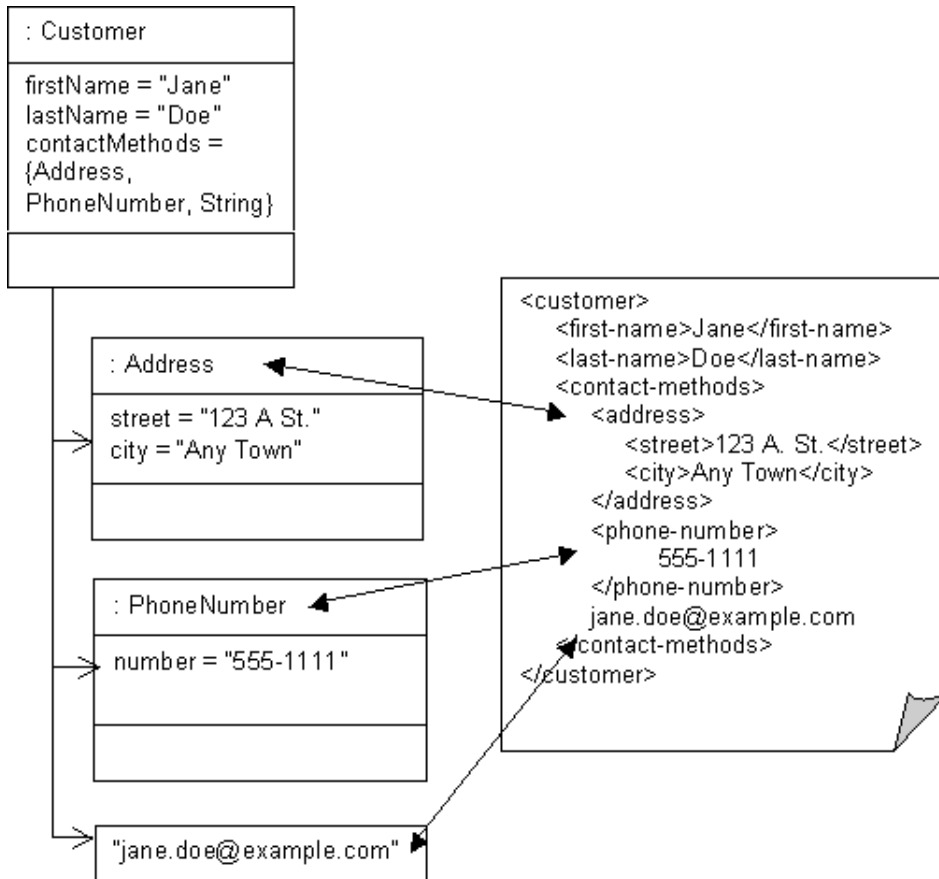 : Customer
firstName = "Jane"
lastName = "Doe"
contactMethods =
{Address,
PhoneNumber, String}
: Address
street = "123 A St."
city = "Any Town"
: PhoneNumber
number = "555-1111"
"jane.doe@example.com"
<customer>
<first-name>Jane</first-name>
<last-name>Doe</last-name>
<contact-methods>
<address>
<street>123 A. St.</street>
<city>Any Town</city>
</address>
<phone-number>
555-1111
</phone-number>
jane.doe@example.com
</contact-methods>
</customer>